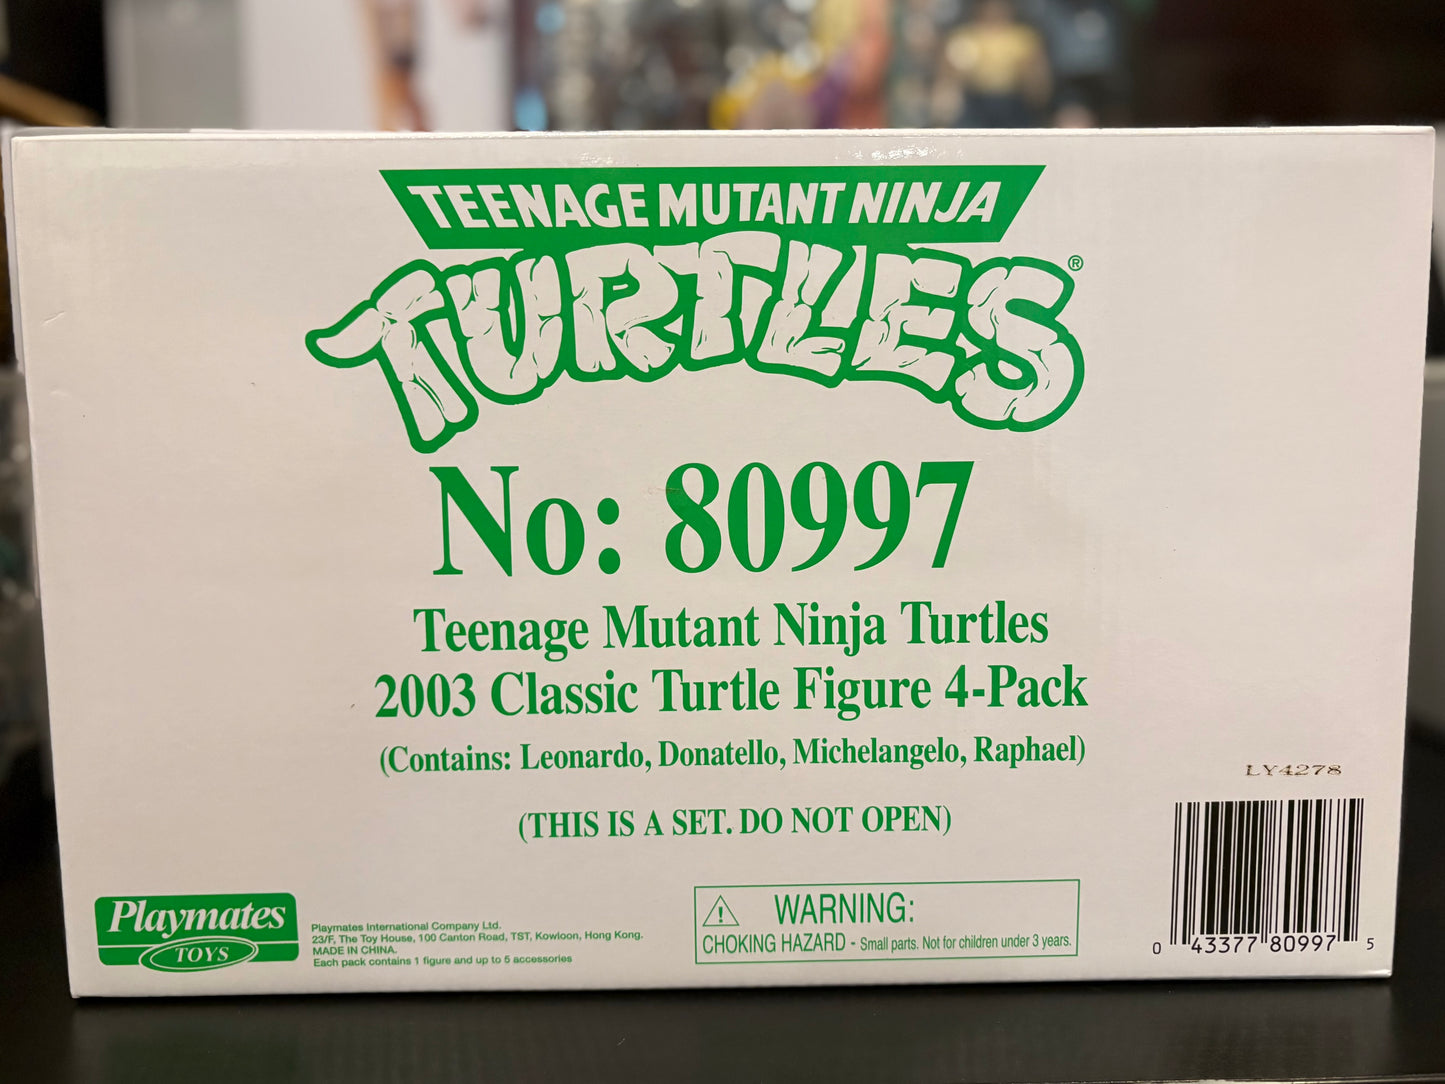 TEENAGE MUTANT NINJA
TURTLES®
No: 80997
Teenage Mutant Ninja Turtles
2003 Classic Turtle Figure 4-Pack
(Contains: Leonardo, Donatello, Michelangelo, Raphael)
(THIS IS A SET. DO NOT OPEN)
LY4278
0 43377 80997 5
Playmates
TOYS
Playmates International Company Ltd.
23/F, The Toy House, 100 Canton Road, TST, Kowloon, Hong Kong.
MADE IN CHINA.
Each pack contains 1 figure and up to 5 accessories
WARNING:
CHOKING HAZARD - Small parts. Not for children under 3 years.